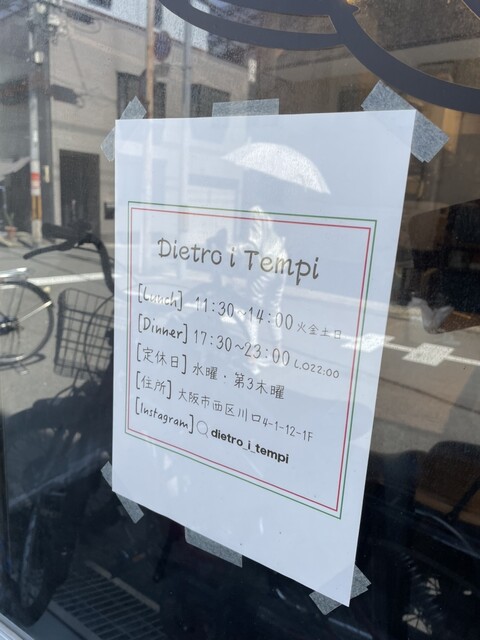 Dietro i Tempi
[Lunch] 11:30~14:00 火金土日
[Dinner] 17:30~23:00 L.O22:00
[定休日] 水曜・第3木曜
[住所] 大阪市西区川口4-1-12-1F
[Instagram] dietro_i_tempi